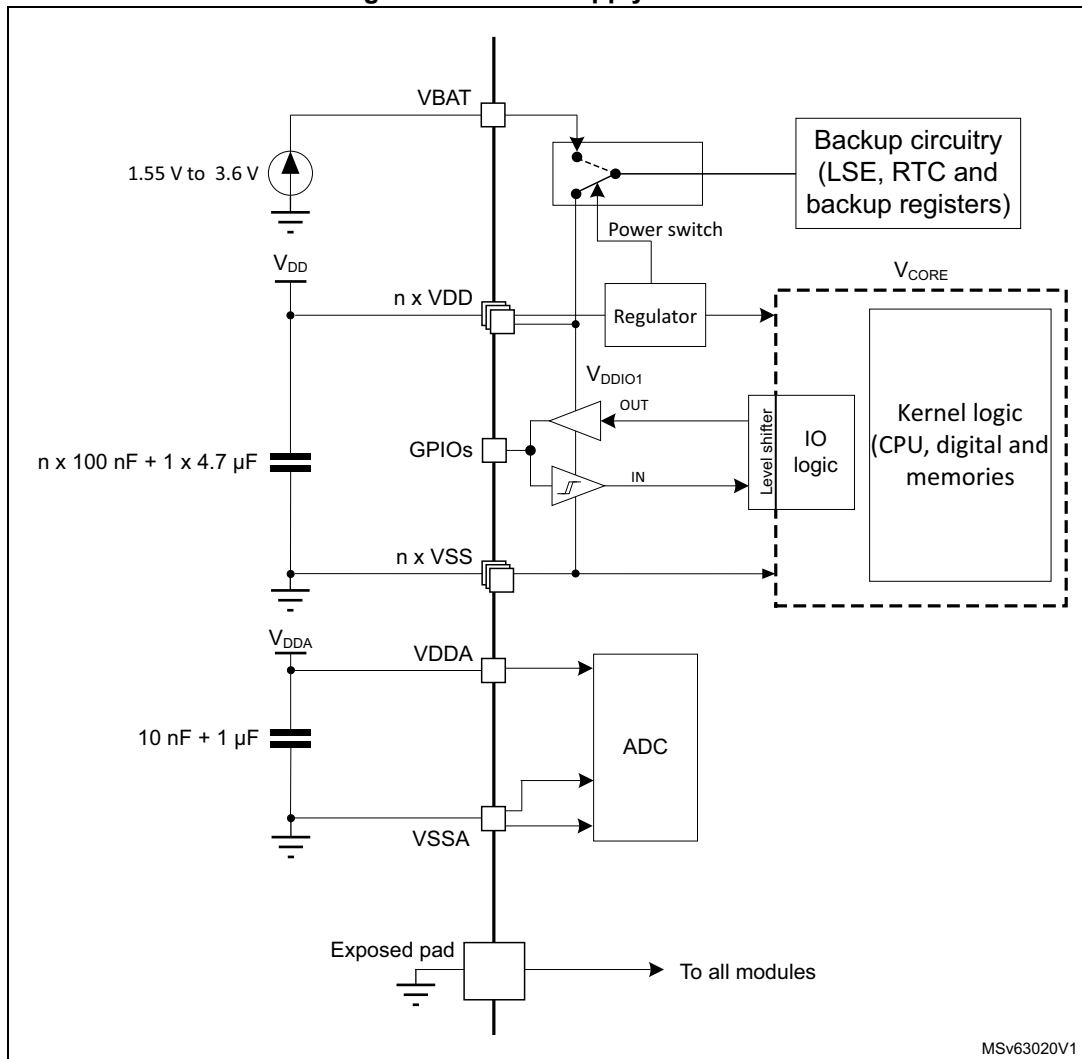 VBAT
1.55 V to 3.6 V
Backup circuitry
(LSE, RTC and
backup registers)
Power switch
VDD
n x VDD
Regulator
VCORE
VDDIO1
OUT
GPIOs
Level shifter
IO
logic
Kernel logic
(CPU, digital and
memories
n x 100 nF + 1 x 4.7 µF
IN
n x VSS
VDDA
VDDA
10 nF + 1 µF
ADC
VSSA
Exposed pad
To all modules
MSv63020V1